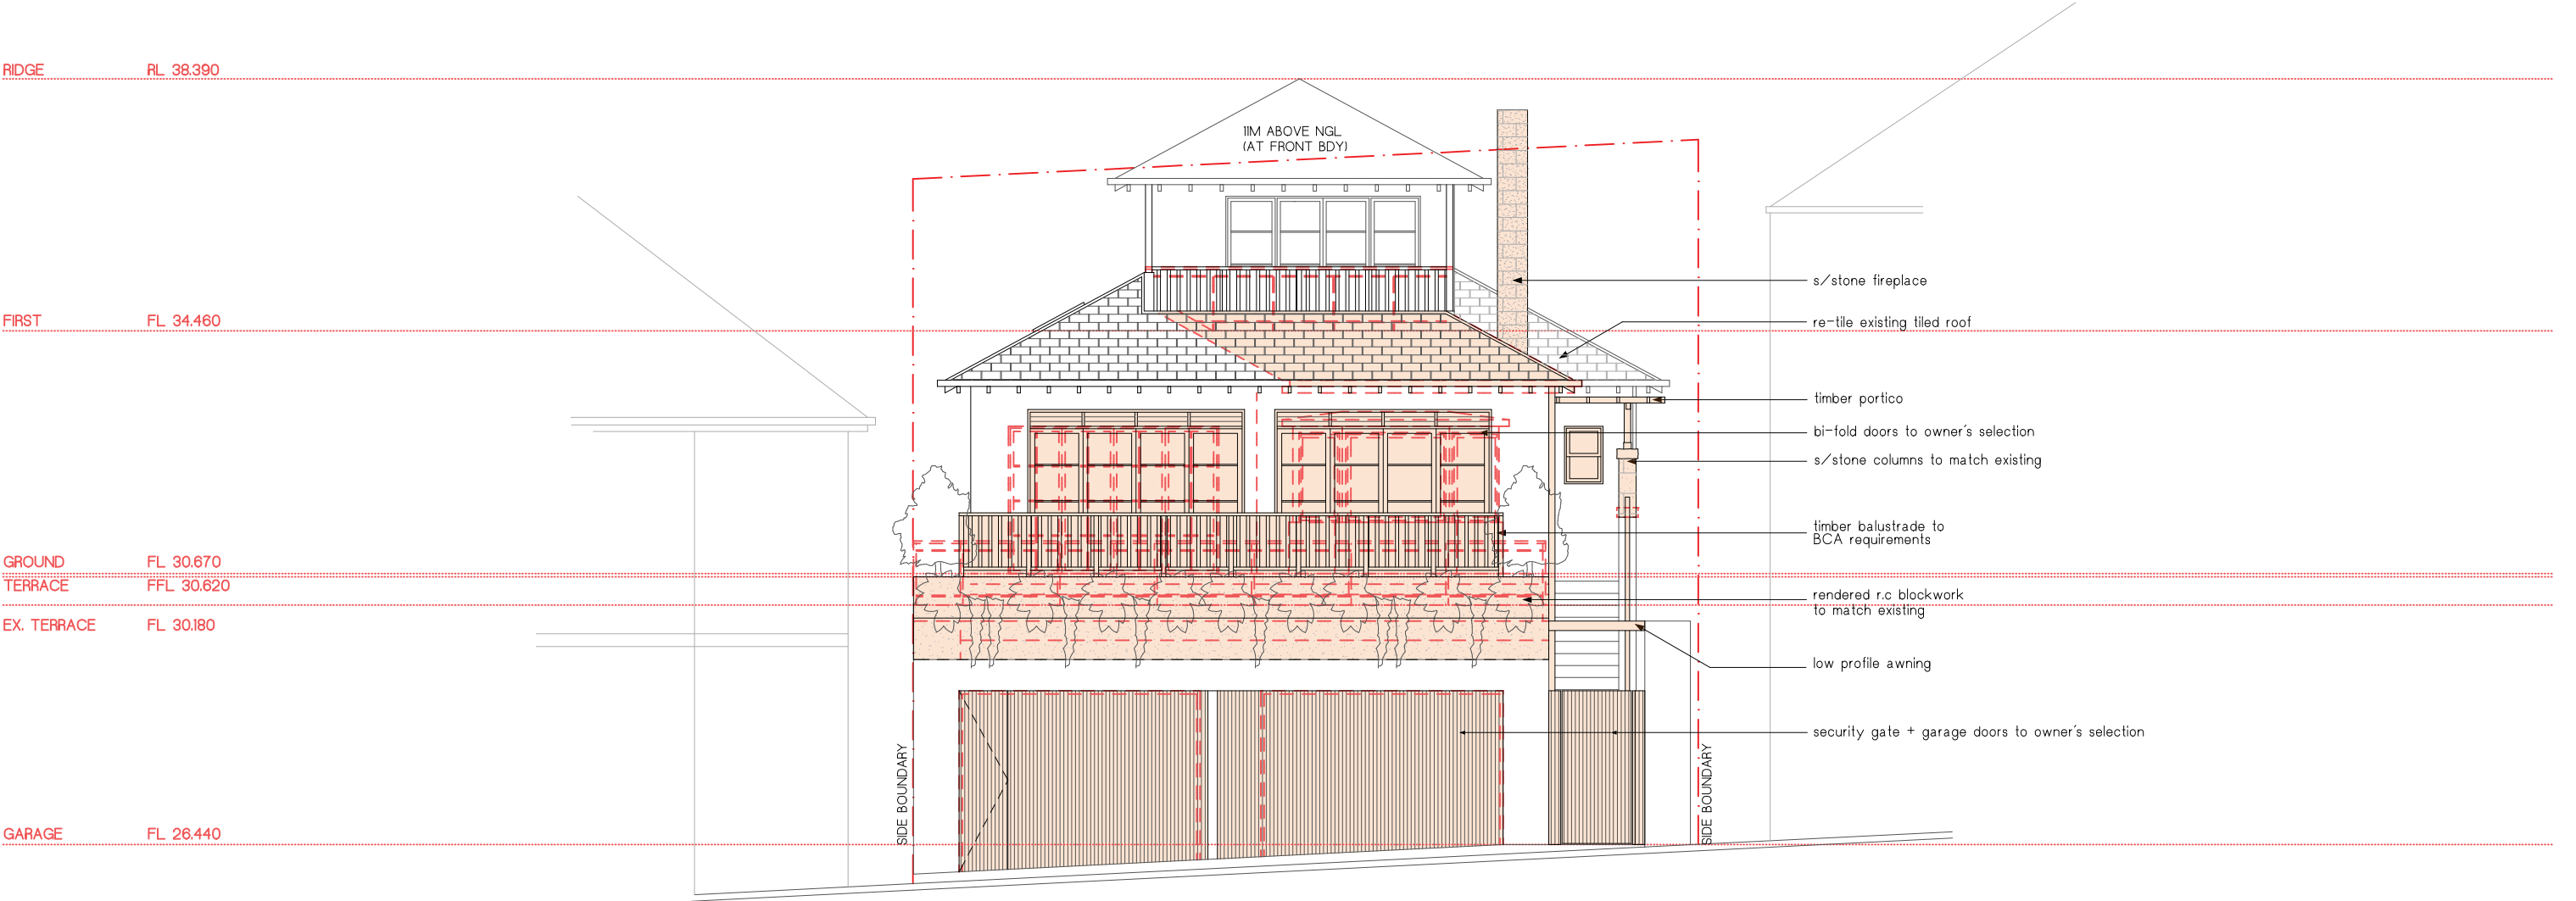 RIDGE RL 38.390
11M ABOVE NGL
(AT FRONT BDY)
s/stone fireplace
FIRST FL 34.460
re-tile existing tiled roof
timber portico
bi-fold doors to owner's selection
s/stone columns to match existing
timber balustrade to
BCA requirements
GROUND FL 30.670
TERRACE FFL 30.620
rendered r.c blockwork
to match existing
EX. TERRACE FL 30.180
low profile awning
security gate + garage doors to owner's selection
SIDE BOUNDARY
SIDE BOUNDARY
GARAGE FL 26.440